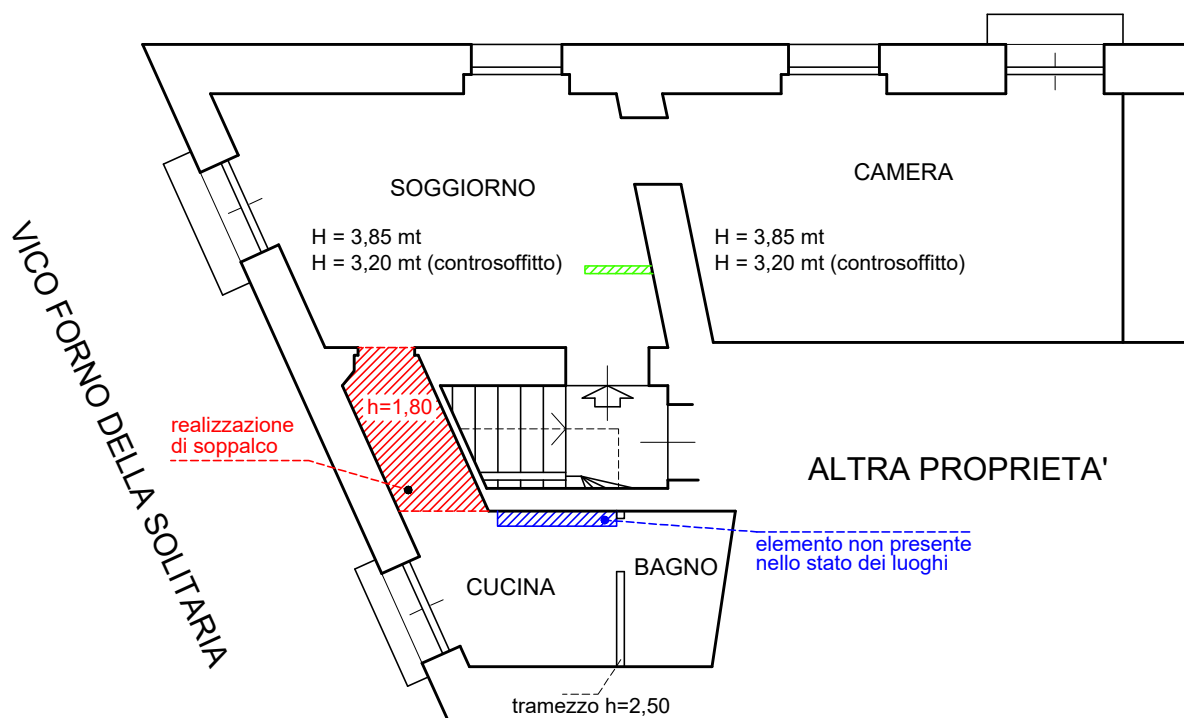 SOGGIORNO
H = 3,85 mt
H = 3,20 mt (controsoffitto)
CAMERA
H = 3,85 mt
H = 3,20 mt (controsoffitto)
VICO FORNO DELLA SOLITARIA
h=1,80
realizzazione
di soppalco
ALTRA PROPRIETA'
elemento non presente
nello stato dei luoghi
BAGNO
CUCINA
tramezzo h=2,50